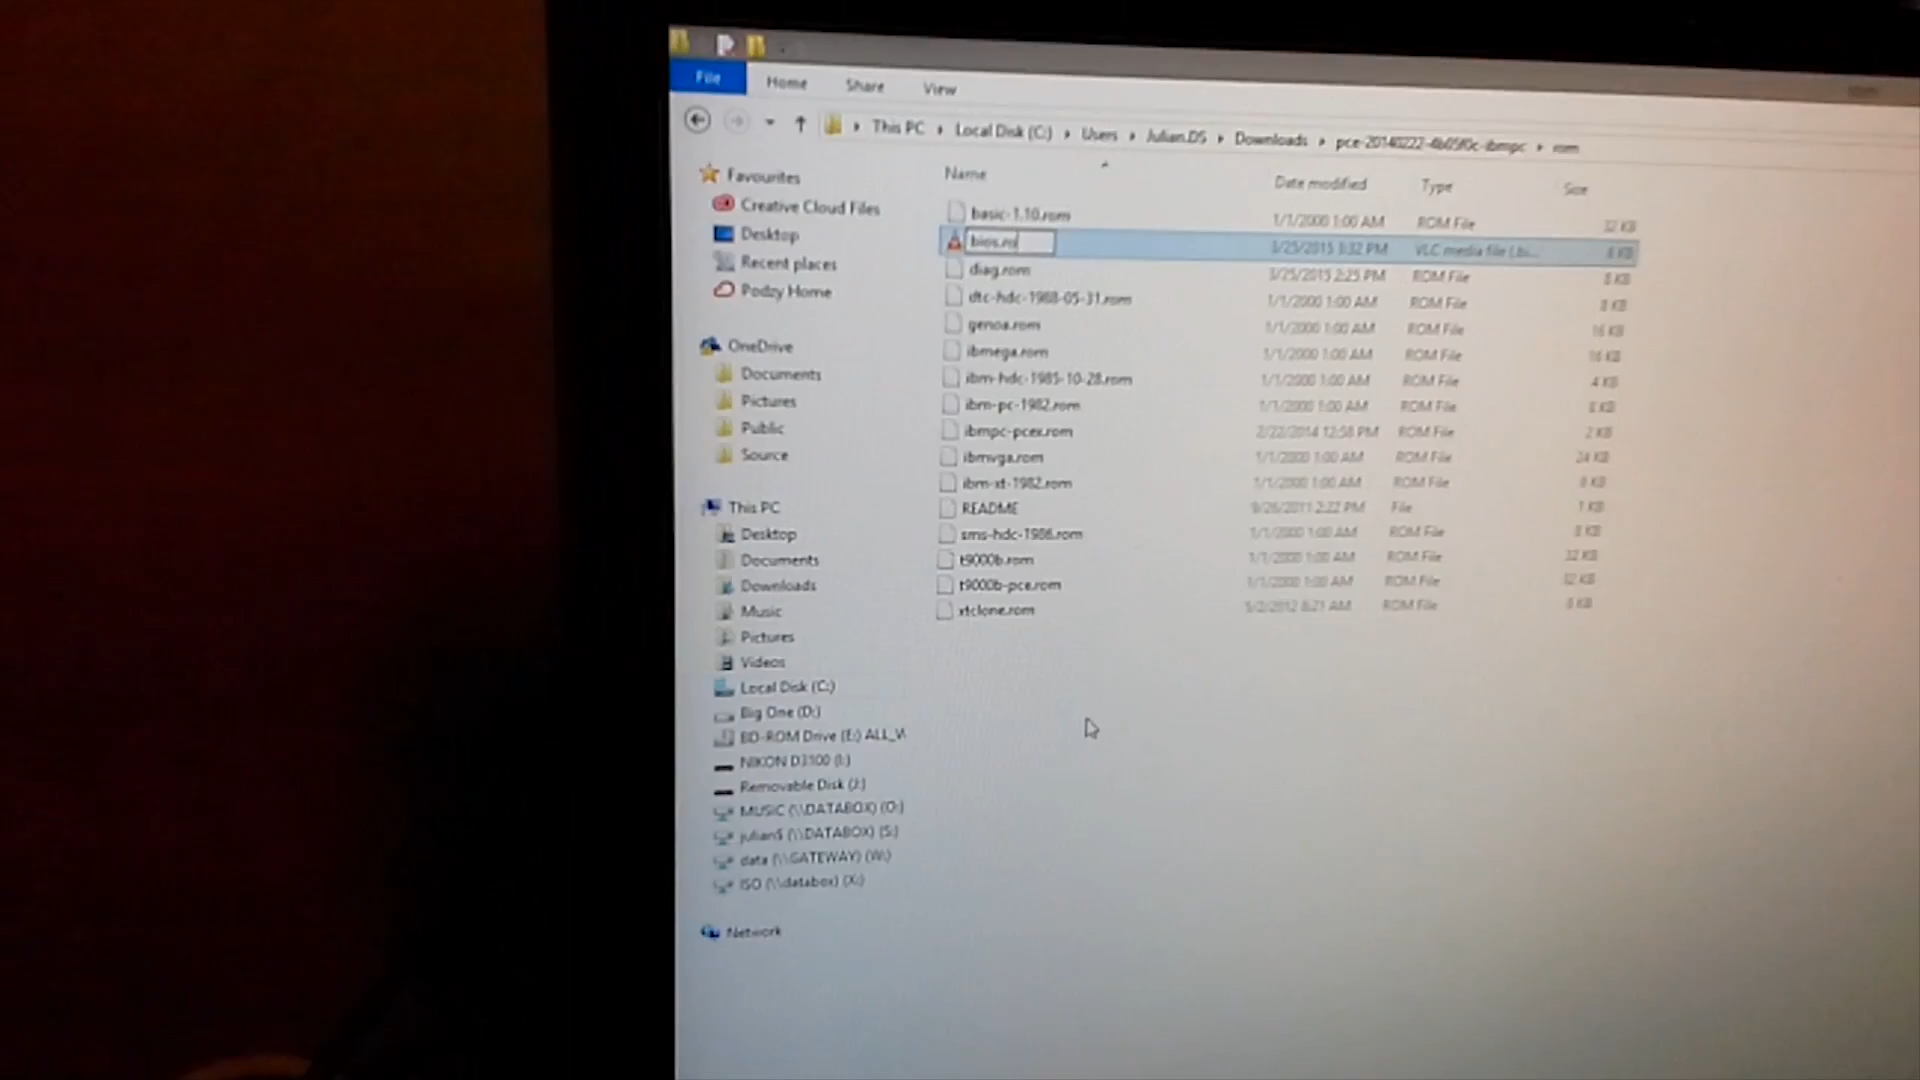 File Home Share View
This PC Local Disk (C:) Users Julian.DS Downloads pce-20140222-4b05f0c-ibmpc rom
Name Date modified Type Size
basic-1.10.rom 1/1/2000 1:00 AM ROM File 32 KB
bios.ro 3/25/2015 3:32 PM VLC media file (.bi... 8 KB
diag.rom 3/25/2015 2:25 PM ROM File 8 KB
dtc-hdc-1988-05-31.rom 1/1/2000 1:00 AM ROM File 8 KB
genoa.rom 1/1/2000 1:00 AM ROM File 16 KB
ibmega.rom 1/1/2000 1:00 AM ROM File 16 KB
ibm-hdc-1985-10-28.rom 1/1/2000 1:00 AM ROM File 4 KB
ibm-pc-1982.rom 1/1/2000 1:00 AM ROM File 8 KB
ibmpc-pcex.rom 2/22/2014 12:58 PM ROM File 2 KB
ibmvga.rom 1/1/2000 1:00 AM ROM File 24 KB
ibm-xt-1982.rom 1/1/2000 1:00 AM ROM File 8 KB
README 9/26/2011 2:22 PM File 1 KB
sms-hdc-1986.rom 1/1/2000 1:00 AM ROM File 8 KB
t9000b.rom 1/1/2000 1:00 AM ROM File 32 KB
t9000b-pce.rom 1/1/2000 1:00 AM ROM File 32 KB
xtclone.rom 5/2/2012 8:21 AM ROM File 8 KB
Favourites
Creative Cloud Files
Desktop
Recent places
Podzy Home
OneDrive
Documents
Pictures
Public
Source
This PC
Desktop
Documents
Downloads
Music
Pictures
Videos
Local Disk (C:)
Big One (D:)
BD-ROM Drive (E:) ALL_W
NIKON D3100 (I:)
Removable Disk (J:)
MUSIC (\\DATABOX) (O:)
julian$ (\\DATABOX) (S:)
data (\\GATEWAY) (W:)
ISO (\\databox) (X:)
Network